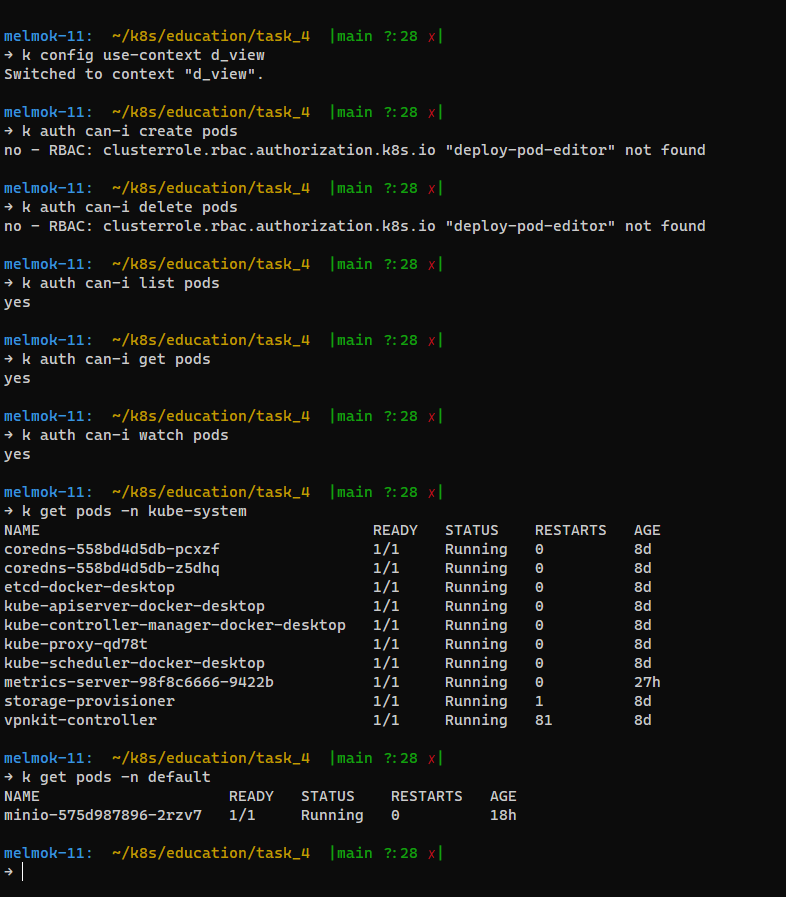 melmok-11:  ~/k8s/education/task_4  |main ?:28 ✗|
→ k config use-context d_view
Switched to context "d_view".
melmok-11:  ~/k8s/education/task_4  |main ?:28 ✗|
→ k auth can-i create pods
no - RBAC: clusterrole.rbac.authorization.k8s.io "deploy-pod-editor" not found
melmok-11:  ~/k8s/education/task_4  |main ?:28 ✗|
→ k auth can-i delete pods
no - RBAC: clusterrole.rbac.authorization.k8s.io "deploy-pod-editor" not found
melmok-11:  ~/k8s/education/task_4  |main ?:28 ✗|
→ k auth can-i list pods
yes
melmok-11:  ~/k8s/education/task_4  |main ?:28 ✗|
→ k auth can-i get pods
yes
melmok-11:  ~/k8s/education/task_4  |main ?:28 ✗|
→ k auth can-i watch pods
yes
melmok-11:  ~/k8s/education/task_4  |main ?:28 ✗|
→ k get pods -n kube-system
NAME                                     READY   STATUS    RESTARTS   AGE
coredns-558bd4d5db-pcxzf                 1/1     Running   0          8d
coredns-558bd4d5db-z5dhq                 1/1     Running   0          8d
etcd-docker-desktop                      1/1     Running   0          8d
kube-apiserver-docker-desktop            1/1     Running   0          8d
kube-controller-manager-docker-desktop   1/1     Running   0          8d
kube-proxy-qd78t                         1/1     Running   0          8d
kube-scheduler-docker-desktop            1/1     Running   0          8d
metrics-server-98f8c6666-9422b           1/1     Running   0          27h
storage-provisioner                      1/1     Running   1          8d
vpnkit-controller                        1/1     Running   81         8d
melmok-11:  ~/k8s/education/task_4  |main ?:28 ✗|
→ k get pods -n default
NAME                     READY   STATUS    RESTARTS   AGE
minio-575d987896-2rzv7   1/1     Running   0          18h
melmok-11:  ~/k8s/education/task_4  |main ?:28 ✗|
→